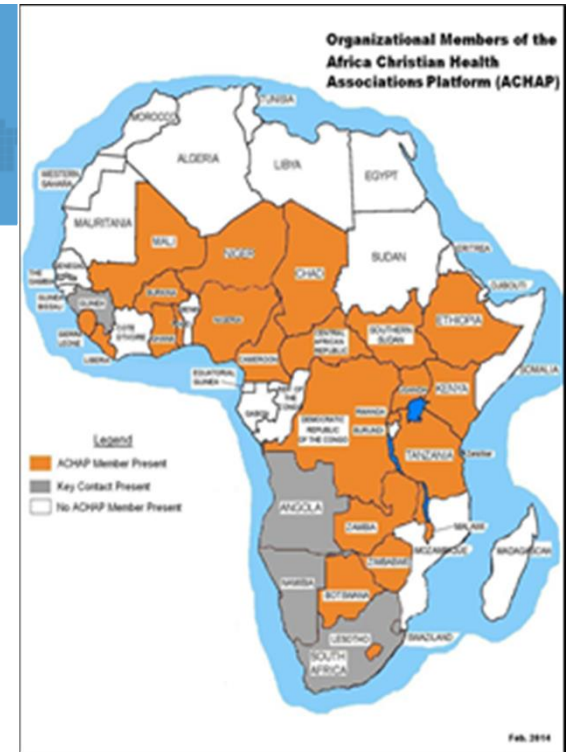 Organizational Members of the
Africa Christian Health
Associations Platform (ACHAP)
TUNISIA
MOROCCO
ALGERIA
LIBYA
EGYPT
WESTERN
SAHARA
MAURITANIA
MALI
NIGER
CHAD
SUDAN
ERITREA
DJIBOUTI
SENEGAL
THE
GAMBIA
GUINEA
BISSAU
GUINEA
BURKINA
SIERRA
LEONE
LIBERIA
COTE
D'IVOIRE
GHANA
NIGERIA
CAMEROON
CENTRAL
AFRICAN
REPUBLIC
SOUTHERN
SUDAN
ETHIOPIA
SOMALIA
EQUATORIAL
GUINEA
GABON
OF THE
DEMOCRATIC
REPUBLIC
OF THE CONGO
UGANDA
KENYA
RWANDA
BURUNDI
TANZANIA
Zanzibar
Legend
ACHAP Member Present
Key Contact Present
No ACHAP Member Present
ANGOLA
ZAMBIA
MALAWI
MOZAMBIQUE
MADAGASCAR
ZIMBABWE
NAMIBIA
BOTSWANA
LESOTHO
SWAZILAND
SOUTH
AFRICA
Feb. 2014